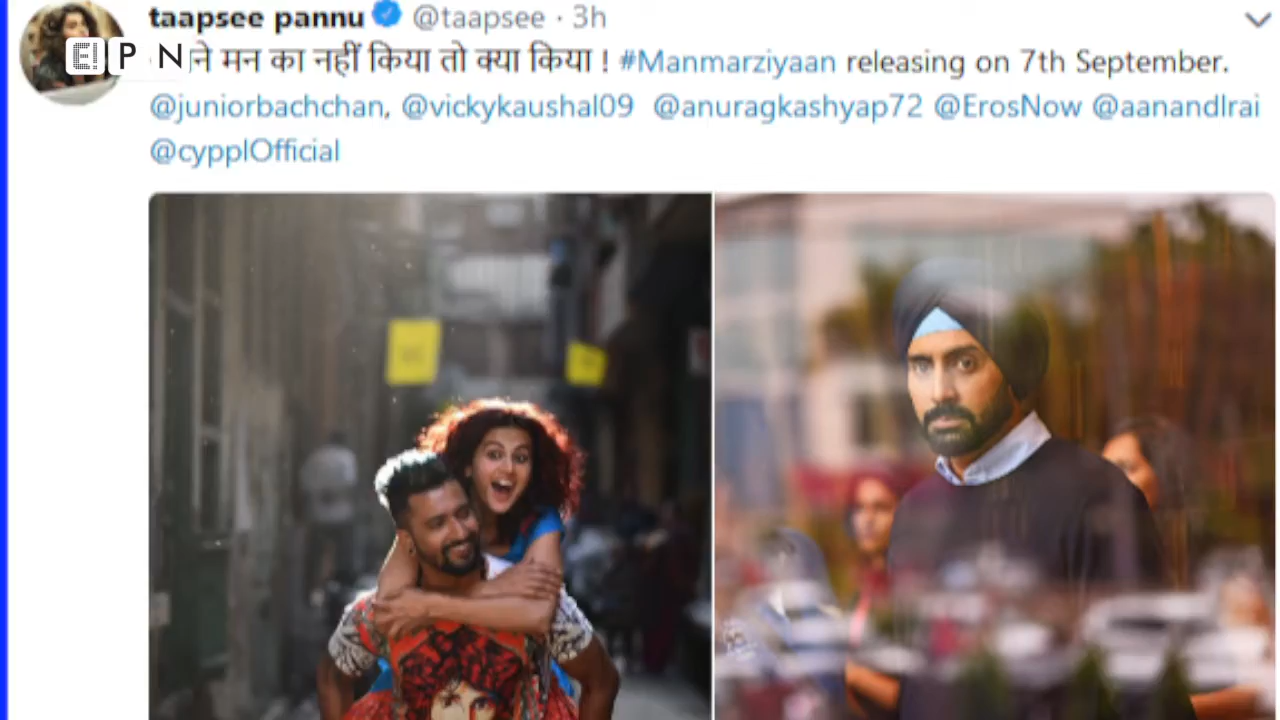 taapsee pannu @taapsee · 3h
E! P N
ने मन का नहीं किया तो क्या किया ! #Manmarziyaan releasing on 7th September.
@juniorbachchan, @vickykaushal09 @anuragkashyap72 @ErosNow @aanandlrai
@cypplOfficial